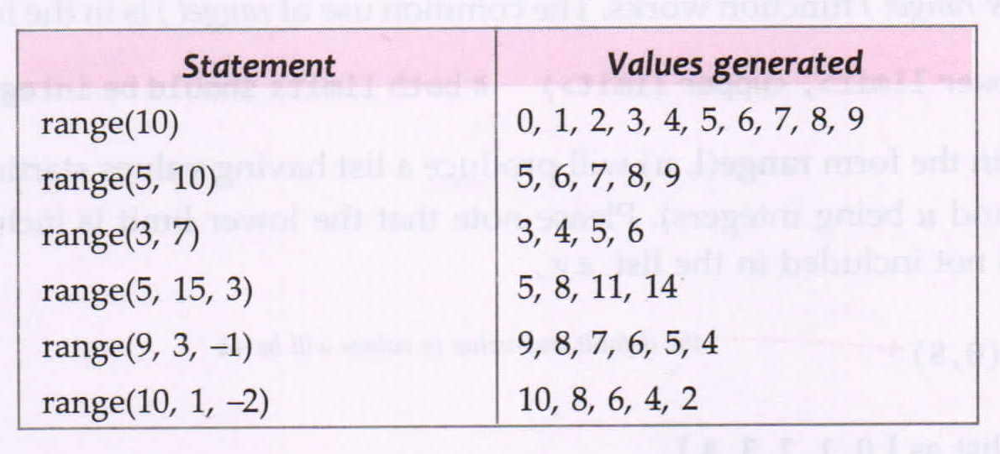 Statement Values generated
range(10) 0, 1, 2, 3, 4, 5, 6, 7, 8, 9
range(5, 10) 5, 6, 7, 8, 9
range(3, 7) 3, 4, 5, 6
range(5, 15, 3) 5, 8, 11, 14
range(9, 3, –1) 9, 8, 7, 6, 5, 4
range(10, 1, –2) 10, 8, 6, 4, 2